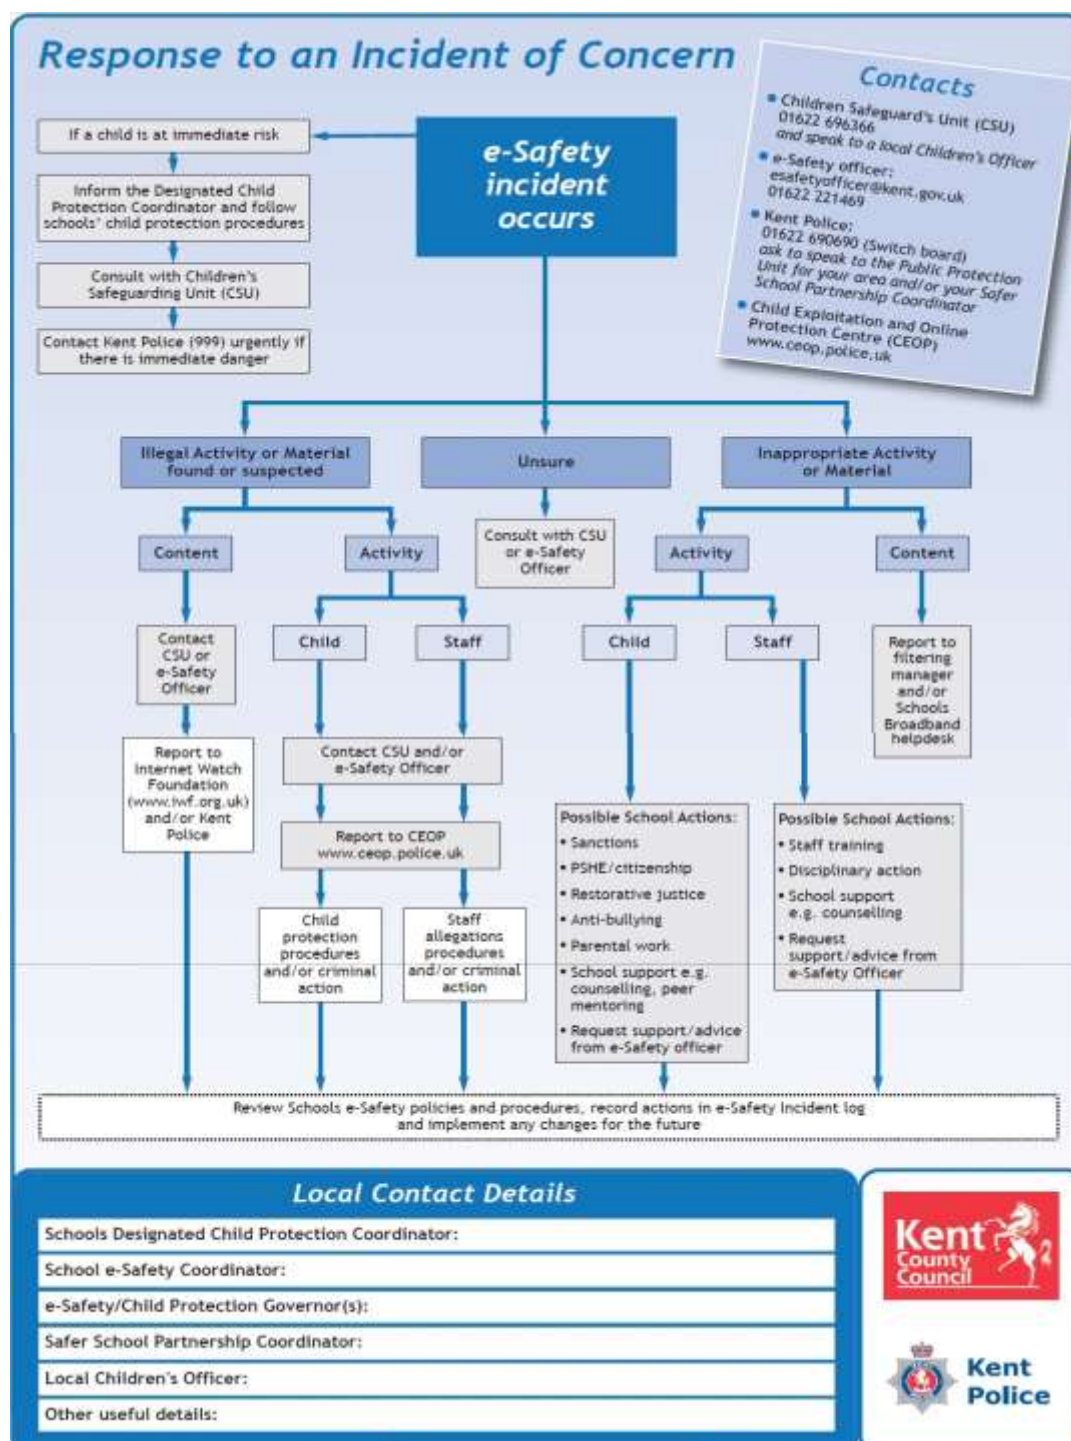 Response to an Incident of Concern
Contacts
• Children Safeguard's Unit (CSU)
01622 696366
and speak to a local Children's Officer
• e-Safety officer:
esafetyofficer@kent.gov.uk
01622 221469
• Kent Police:
01622 690690 (Switch board)
ask to speak to the Public Protection
Unit for your area and/or your Safer
School Partnership Coordinator
• Child Exploitation and Online
Protection Centre (CEOP)
www.ceop.police.uk
e-Safety
incident
occurs
If a child is at immediate risk
Inform the Designated Child
Protection Coordinator and follow
schools' child protection procedures
Consult with Children's
Safeguarding Unit (CSU)
Contact Kent Police (999) urgently if
there is immediate danger
Illegal Activity or Material
found or suspected
Unsure
Inappropriate Activity
or Material
Content
Activity
Consult with CSU
or e-Safety
Officer
Activity
Content
Contact
CSU or
e-Safety
Officer
Child
Staff
Child
Staff
Report to
filtering
manager
and/or
Schools
Broadband
helpdesk
Report to
Internet Watch
Foundation
(www.iwf.org.uk)
and/or Kent
Police
Contact CSU and/or
e-Safety Officer
Report to CEOP
www.ceop.police.uk
Child
protection
procedures
and/or criminal
action
Staff
allegations
procedures
and/or criminal
action
Possible School Actions:
• Sanctions
• PSHE/citizenship
• Restorative justice
• Anti-bullying
• Parental work
• School support e.g.
counselling, peer
mentoring
• Request support/advice
from e-Safety officer
Possible School Actions:
• Staff training
• Disciplinary action
• School support
e.g. counselling
• Request
support/advice from
e-Safety Officer
Review Schools e-Safety policies and procedures, record actions in e-Safety Incident log
and implement any changes for the future
Local Contact Details
Schools Designated Child Protection Coordinator:
School e-Safety Coordinator:
e-Safety/Child Protection Governor(s):
Safer School Partnership Coordinator:
Local Children's Officer:
Other useful details:
Kent
County
Council
Kent
Police